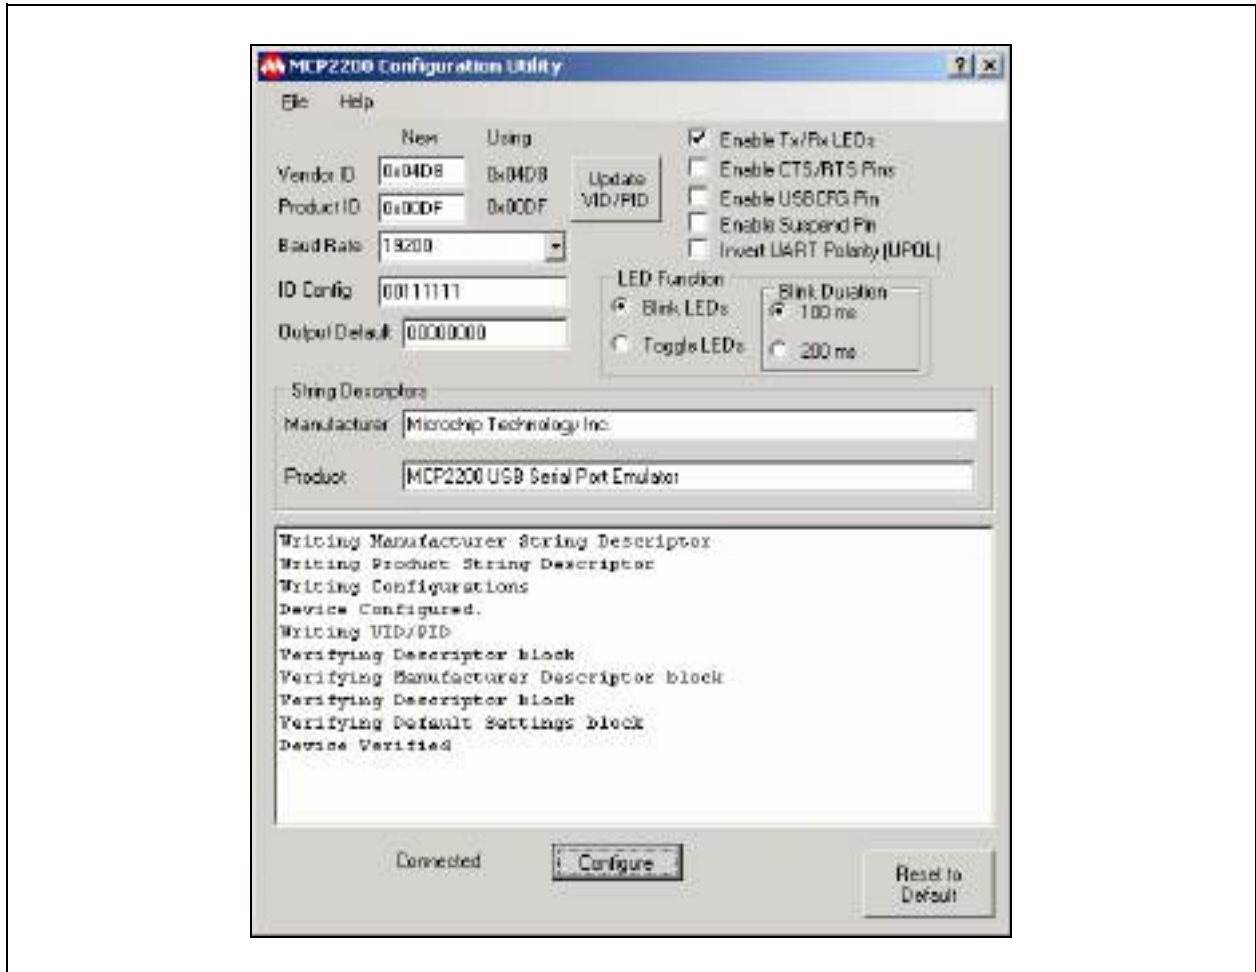 MCP2200 Configuration Utility
File Help
New Using
Vendor ID 0x04D8 0x04D8
Product ID 0x00DF 0x00DF
Update VID/PID
Baud Rate 19200
IO Config 00111111
Output Default 00000000
Enable Tx/Rx LEDs
Enable CTS/RTS Pins
Enable USBCFG Pin
Enable Suspend Pin
Invert UART Polarity (UPOL)
LED Function
Blink LEDs
Toggle LEDs
Blink Duration
100 ms
200 ms
String Descriptors
Manufacturer Microchip Technology Inc.
Product MCP2200 USB Serial Port Emulator
Writing Manufacturer String Descriptor
Writing Product String Descriptor
Writing Configurations
Device Configured.
Writing VID/PID
Verifying Descriptor block
Verifying Manufacturer Descriptor block
Verifying Descriptor block
Verifying Default Settings block
Device Verified
Connected
Configure
Reset to
Default